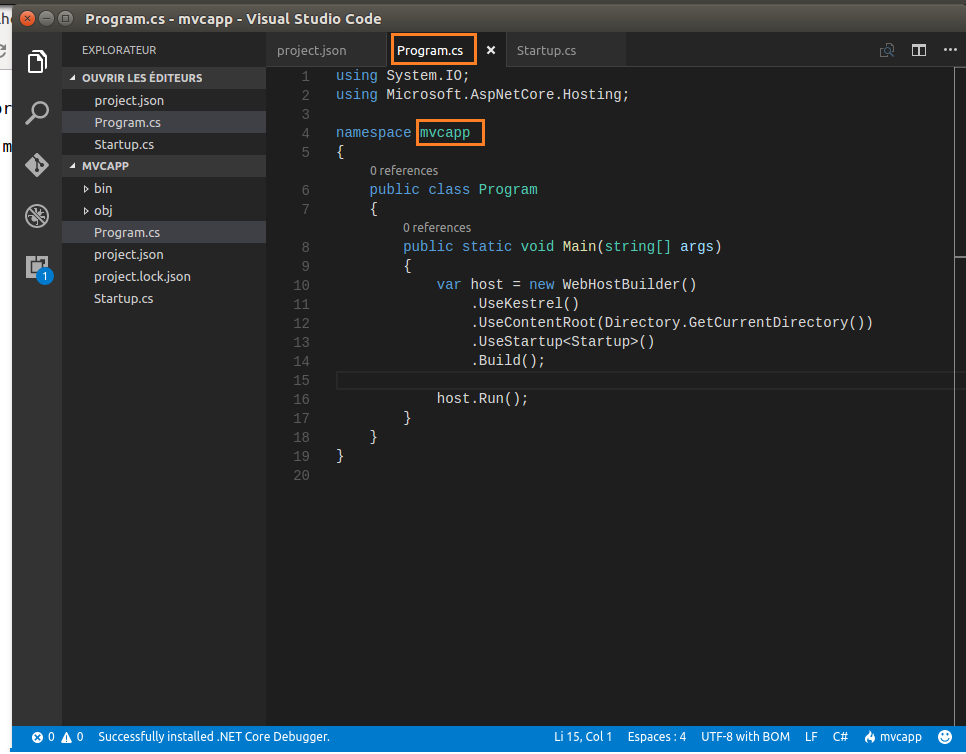 Program.cs - mvcapp - Visual Studio Code
EXPLORATEUR
OUVRIR LES ÉDITEURS
project.json
Program.cs
Startup.cs
MVCAPP
bin
obj
Program.cs
project.json
project.lock.json
Startup.cs
1
project.json Program.cs Startup.cs
1 using System.IO;
2 using Microsoft.AspNetCore.Hosting;
3
4 namespace mvcapp
5 {
0 references
6 public class Program
7 {
0 references
8 public static void Main(string[] args)
9 {
10 var host = new WebHostBuilder()
11 .UseKestrel()
12 .UseContentRoot(Directory.GetCurrentDirectory())
13 .UseStartup<Startup>()
14 .Build();
15
16 host.Run();
17 }
18 }
19 }
20
0 0 Successfully installed .NET Core Debugger. Li 15, Col 1 Espaces : 4 UTF-8 with BOM LF C# mvcapp